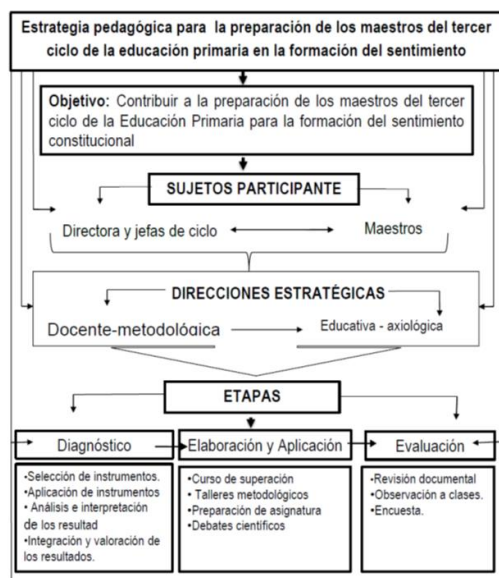 Estrategia pedagógica para la preparación de los maestros del tercer
ciclo de la educación primaria en la formación del sentimiento
Objetivo: Contribuir a la preparación de los maestros del tercer
ciclo de la Educación Primaria para la formación del sentimiento
constitucional
SUJETOS PARTICIPANTE
Directora y jefas de ciclo
Maestros
DIRECCIONES ESTRATÉGICAS
Docente-metodológica
Educativa - axiológica
ETAPAS
Diagnóstico
Elaboración y Aplicación
Evaluación
•Selección de instrumentos.
•Aplicación de instrumentos
• Análisis e interpretación
de los resultad
•Integración y valoración de
los resultados.
•Curso de superación
• Talleres metodológicos
•Preparación de asignatura
•Debates científicos
•Revisión documental
•Observación a clases.
•Encuesta.